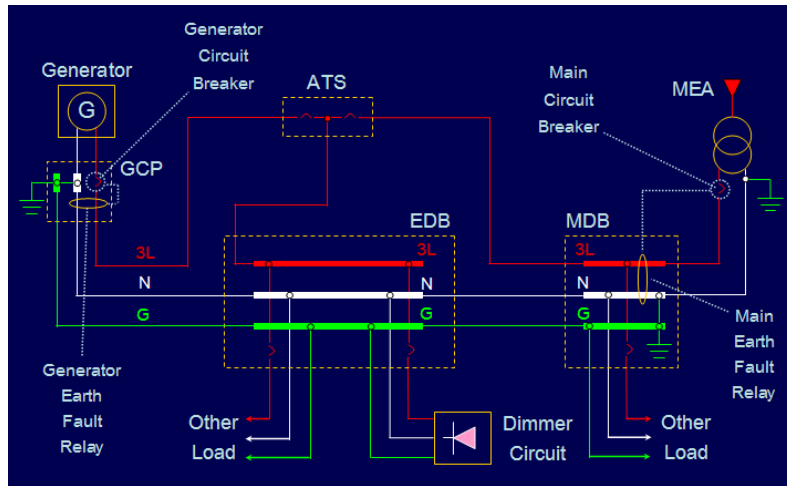 Generator
Circuit
Breaker
Generator
G
ATS
Main
Circuit
Breaker
MEA
GCP
EDB
MDB
3L
3L
3L
N
N
N
G
G
Generator
Earth
Fault
Relay
Main
Earth
Fault
Relay
Other
Load
Dimmer
Circuit
Other
Load